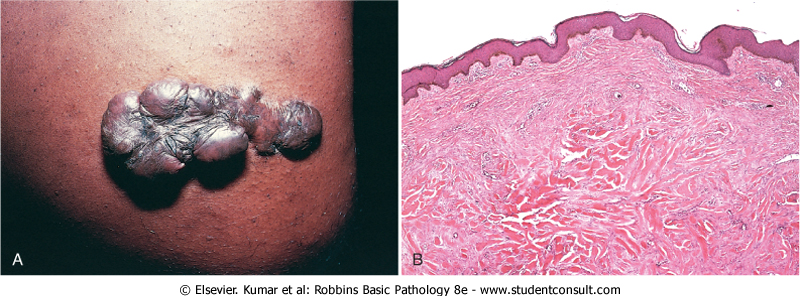 A B
© Elsevier. Kumar et al: Robbins Basic Pathology 8e - www.studentconsult.com